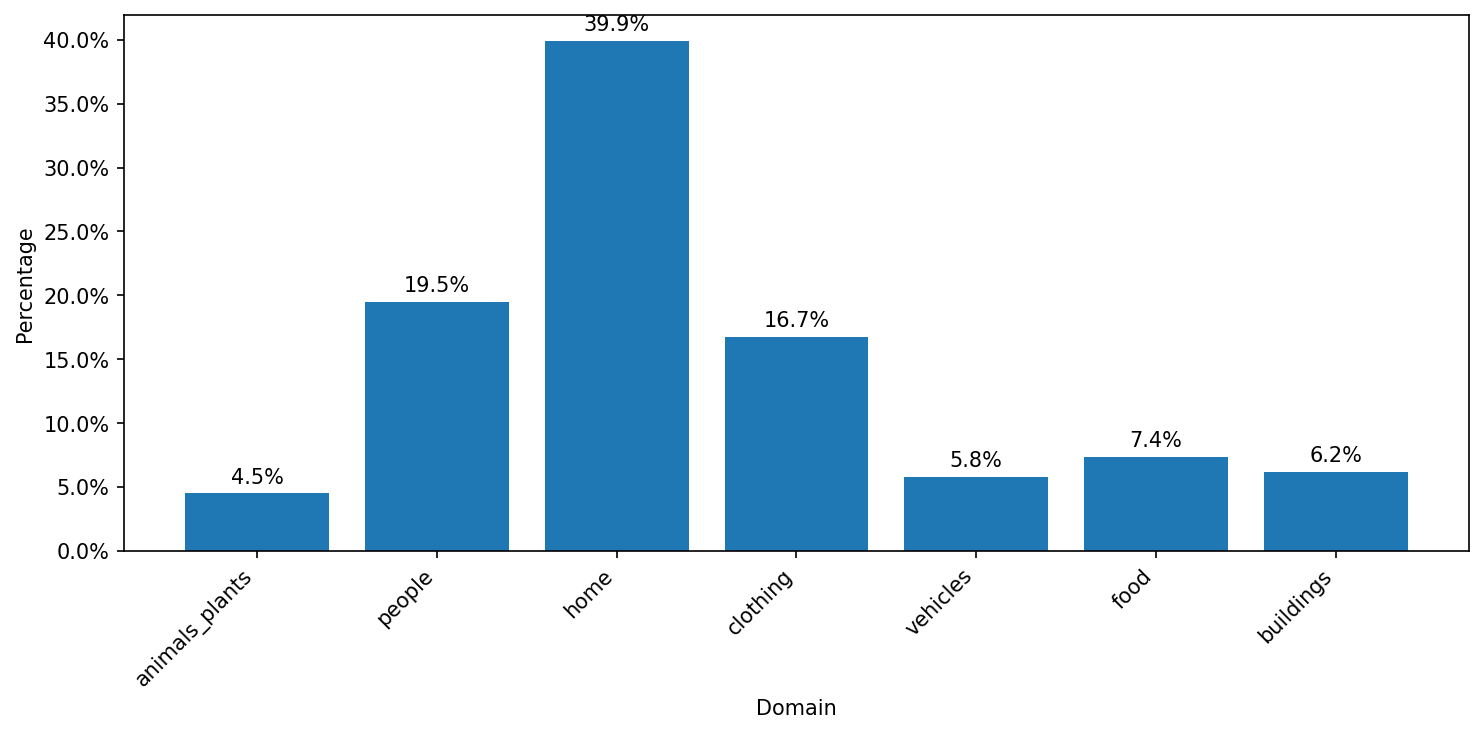 39.9%
40.0%
35.0%
30.0%
25.0%
20.0%
15.0%
10.0%
5.0%
0.0%
Percentage
4.5%
19.5%
16.7%
5.8%
7.4%
6.2%
animals_plants
people
home
clothing
vehicles
food
buildings
Domain